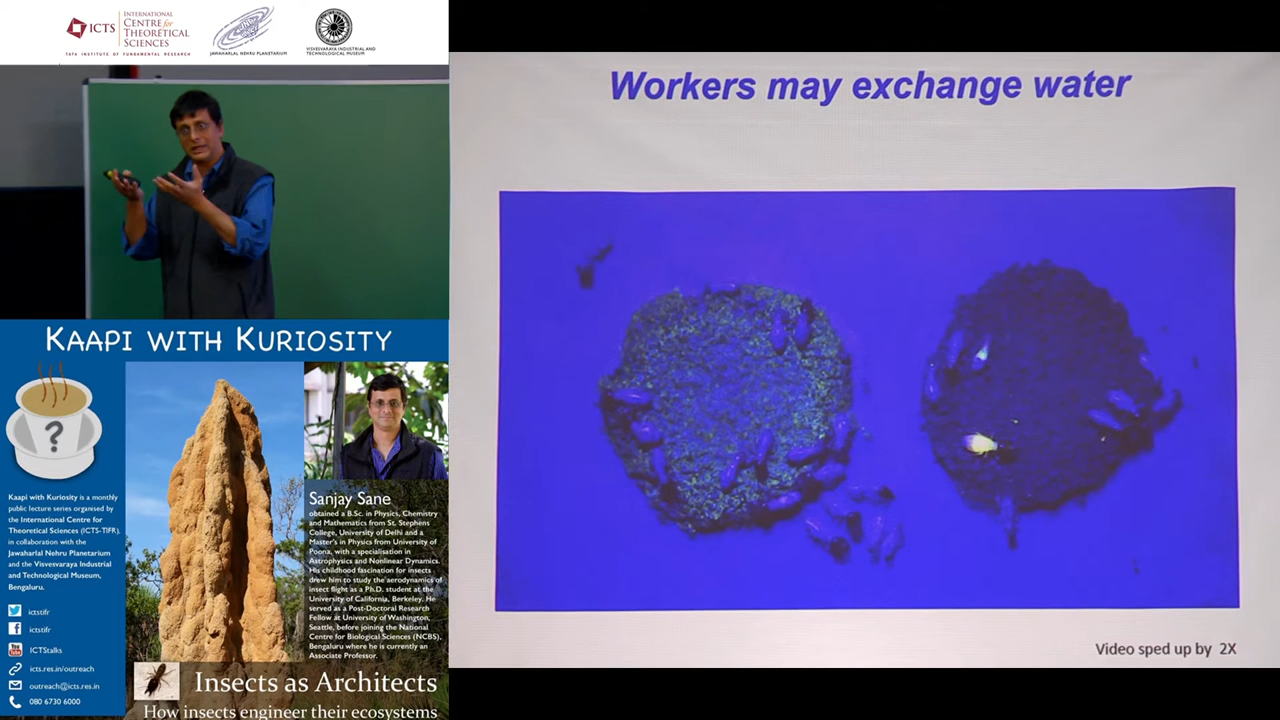 ICTS
INTERNATIONAL
CENTRE for
THEORETICAL
SCIENCES
TATA INSTITUTE OF FUNDAMENTAL RESEARCH
JAWAHARLAL NEHRU PLANETARIUM
VISVESVARAYA INDUSTRIAL AND
TECHNOLOGICAL MUSEUM
Workers may exchange water
Video sped up by 2X
KAAPI WITH KURIOSITY
?
Kaapi with Kuriosity is a monthly
public lecture series organised by
the International Centre for
Theoretical Sciences (ICTS-TIFR),
in collaboration with the
Jawaharlal Nehru Planetarium
and the Visvesvaraya Industrial
and Technological Museum,
Bengaluru.
ictstifr
ictstifr
You
Tube
ICTStalks
icts.res.in/outreach
outreach@icts.res.in
080 6730 6000
Sanjay Sane
obtained a B.Sc. in Physics, Chemistry
and Mathematics from St. Stephens
College, University of Delhi and a
Master's in Physics from University of
Poona, with a specialisation in
Astrophysics and Nonlinear Dynamics.
His childhood fascination for insects
drew him to study the aerodynamics of
insect flight as a Ph.D. student at the
University of California, Berkeley. He
served as a Post-Doctoral Research
Fellow at University of Washington,
Seattle, before joining the National
Centre for Biological Sciences (NCBS),
Bengaluru where he is currently an
Associate Professor.
Insects as Architects
How insects engineer their ecosystems